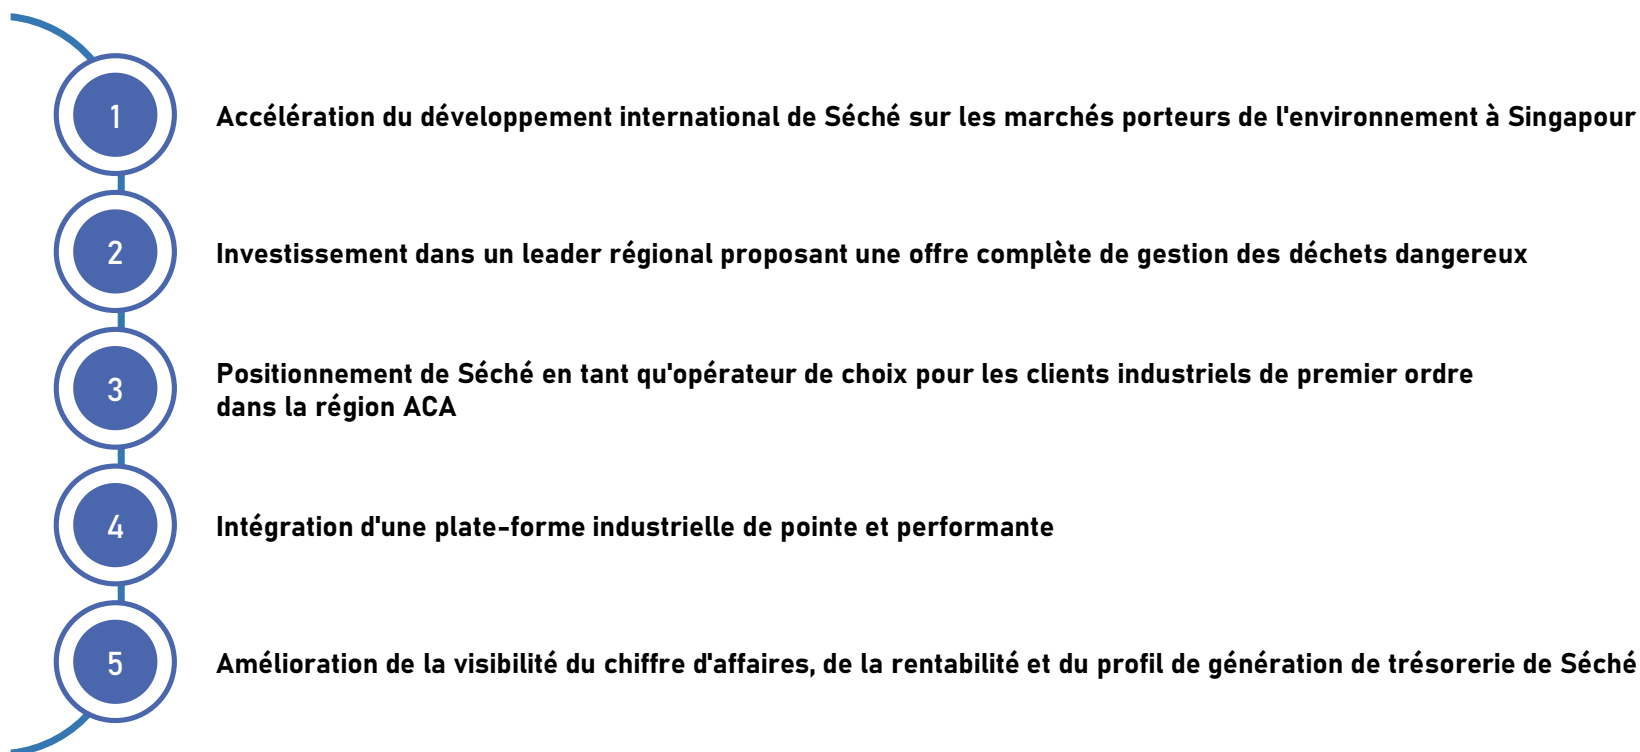 1
Accélération du développement international de Séché sur les marchés porteurs de l'environnement à Singapour
2
Investissement dans un leader régional proposant une offre complète de gestion des déchets dangereux
3
Positionnement de Séché en tant qu'opérateur de choix pour les clients industriels de premier ordre
dans la région ACA
4
Intégration d'une plate-forme industrielle de pointe et performante
5
Amélioration de la visibilité du chiffre d'affaires, de la rentabilité et du profil de génération de trésorerie de Séché